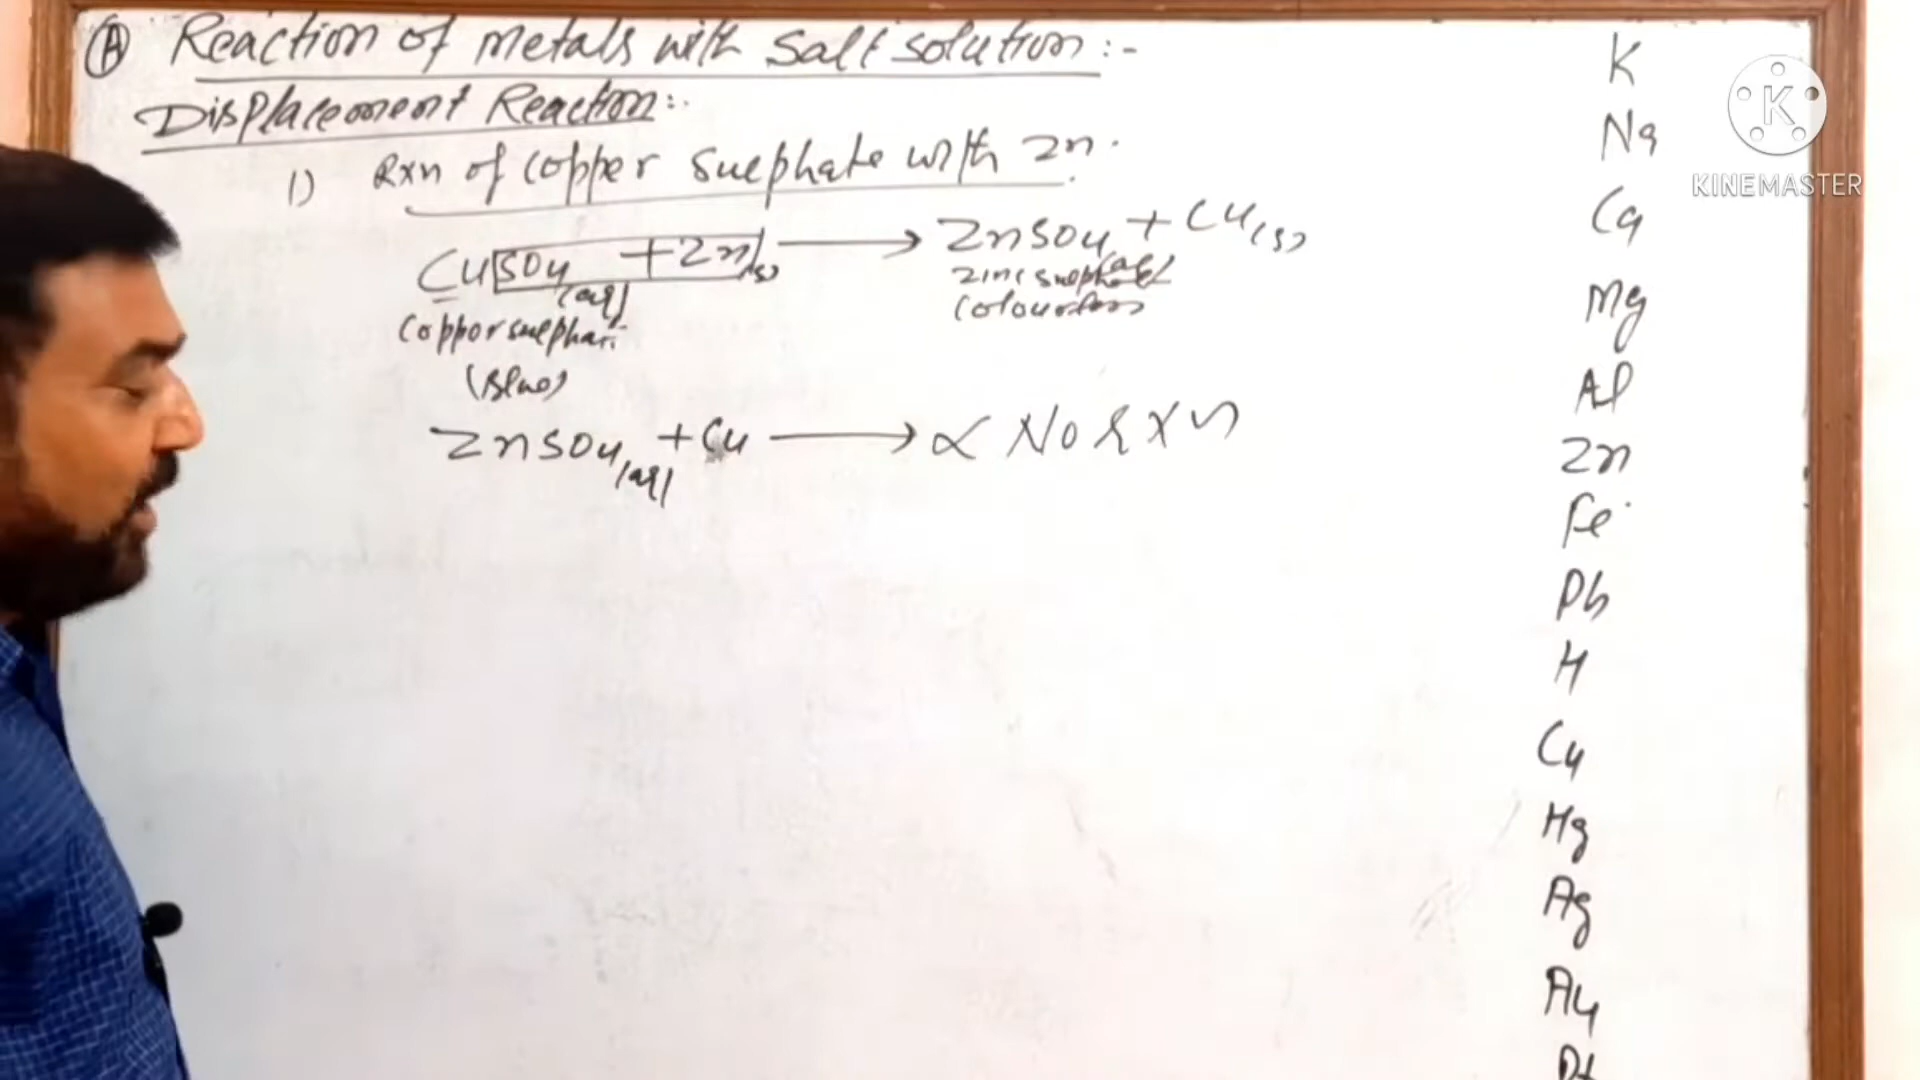 Ⓐ Reaction of metals with Salt solution:-
Displacement Reaction:-
1) Rxn of Copper Sulphate with Zn.
CuSO4(aq) + Zn(s) → ZnSO4(aq) + Cu(s)
Copper sulphate zinc sulphate
(Blue) Colourless
ZnSO4(aq) + Cu → × No Rxn
K
Na
Ca
Mg
Al
Zn
Fe
Pb
H
Cu
Hg
Ag
Au
Pt
K
KINEMASTER